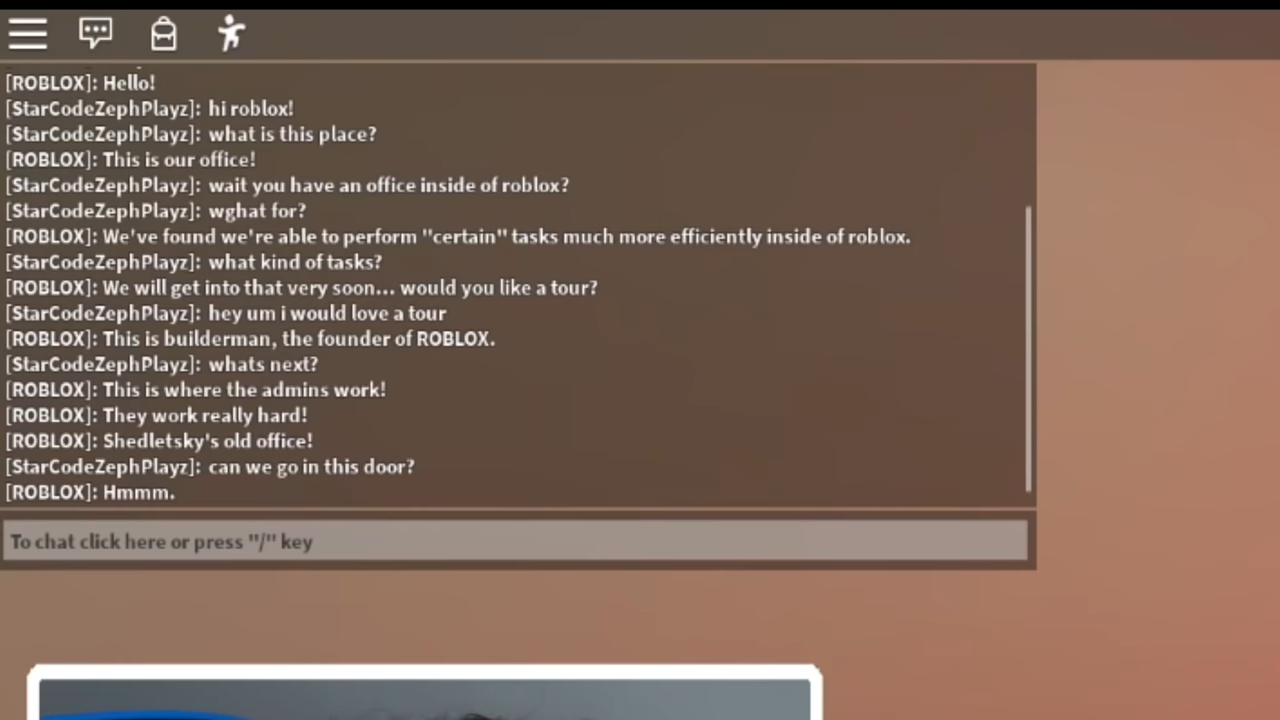 [ROBLOX]: Hello!
[StarCodeZephPlayz]: hi roblox!
[StarCodeZephPlayz]: what is this place?
[ROBLOX]: This is our office!
[StarCodeZephPlayz]: wait you have an office inside of roblox?
[StarCodeZephPlayz]: wghat for?
[ROBLOX]: We've found we're able to perform "certain" tasks much more efficiently inside of roblox.
[StarCodeZephPlayz]: what kind of tasks?
[ROBLOX]: We will get into that very soon... would you like a tour?
[StarCodeZephPlayz]: hey um i would love a tour
[ROBLOX]: This is builderman, the founder of ROBLOX.
[StarCodeZephPlayz]: whats next?
[ROBLOX]: This is where the admins work!
[ROBLOX]: They work really hard!
[ROBLOX]: Shedletsky's old office!
[StarCodeZephPlayz]: can we go in this door?
[ROBLOX]: Hmmm.
To chat click here or press "/" key